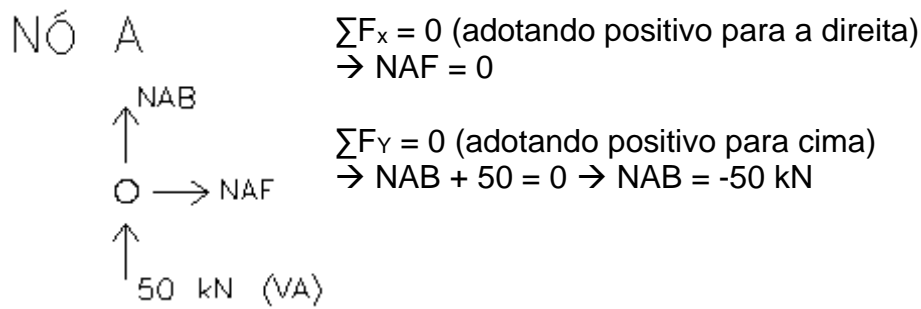 NÓ A
∑Fx = 0 (adotando positivo para a direita)
→ NAF = 0
NAB
∑FY = 0 (adotando positivo para cima)
→ NAB + 50 = 0 → NAB = -50 kN
NAF
50 kN (VA)